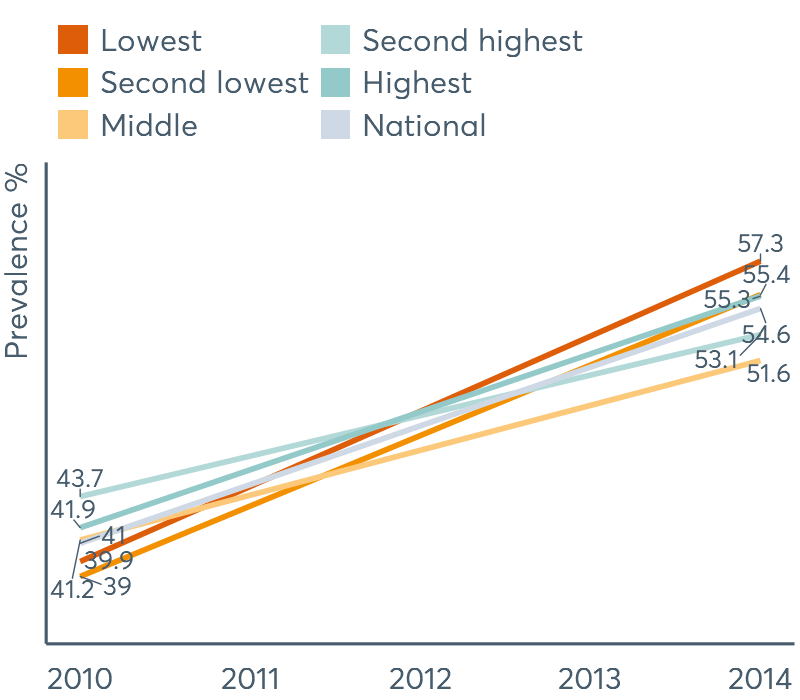 Lowest
Second lowest
Middle
Second highest
Highest
National
Prevalence %
57.3
55.4
55.3
54.6
53.1
51.6
43.7
41.9
41
39.9
41.2
39
2010 2011 2012 2013 2014